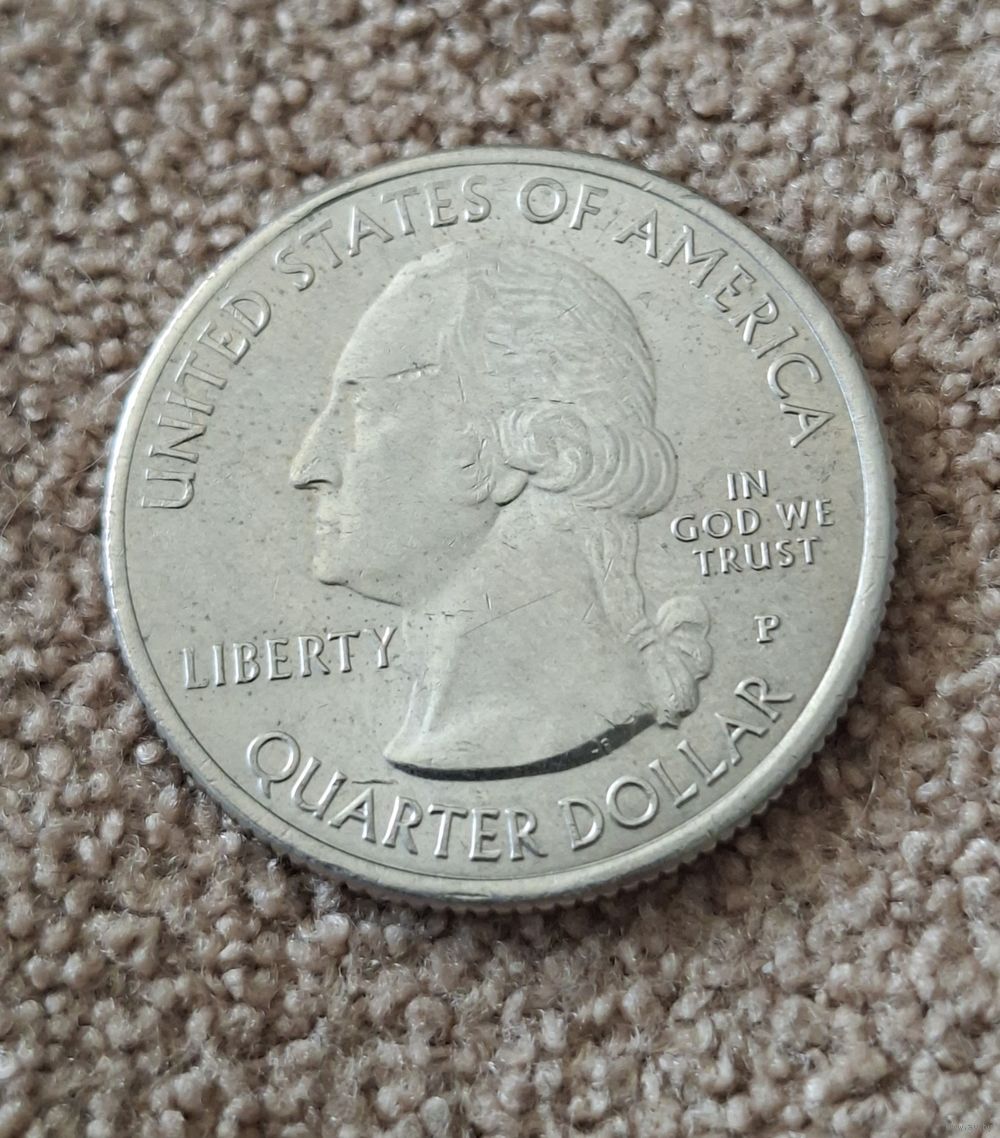 UNITED STATES OF AMERICA
IN
GOD WE
TRUST
LIBERTY
P
QUARTER DOLLAR